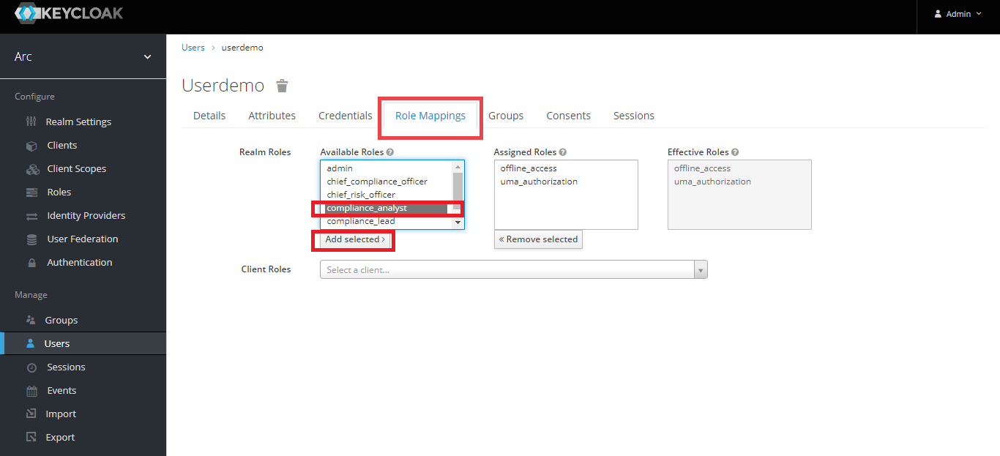 KEYCLOAK
Admin
Arc
Configure
Realm Settings
Clients
Client Scopes
Roles
Identity Providers
User Federation
Authentication
Manage
Groups
Users
Sessions
Events
Import
Export
Users > userdemo
Userdemo
Details Attributes Credentials Role Mappings Groups Consents Sessions
Realm Roles
Available Roles ?
admin
chief_compliance_officer
chief_risk_officer
compliance_analyst
compliance_lead
Add selected >
Assigned Roles ?
offline_access
uma_authorization
« Remove selected
Effective Roles ?
offline_access
uma_authorization
Client Roles
Select a client...